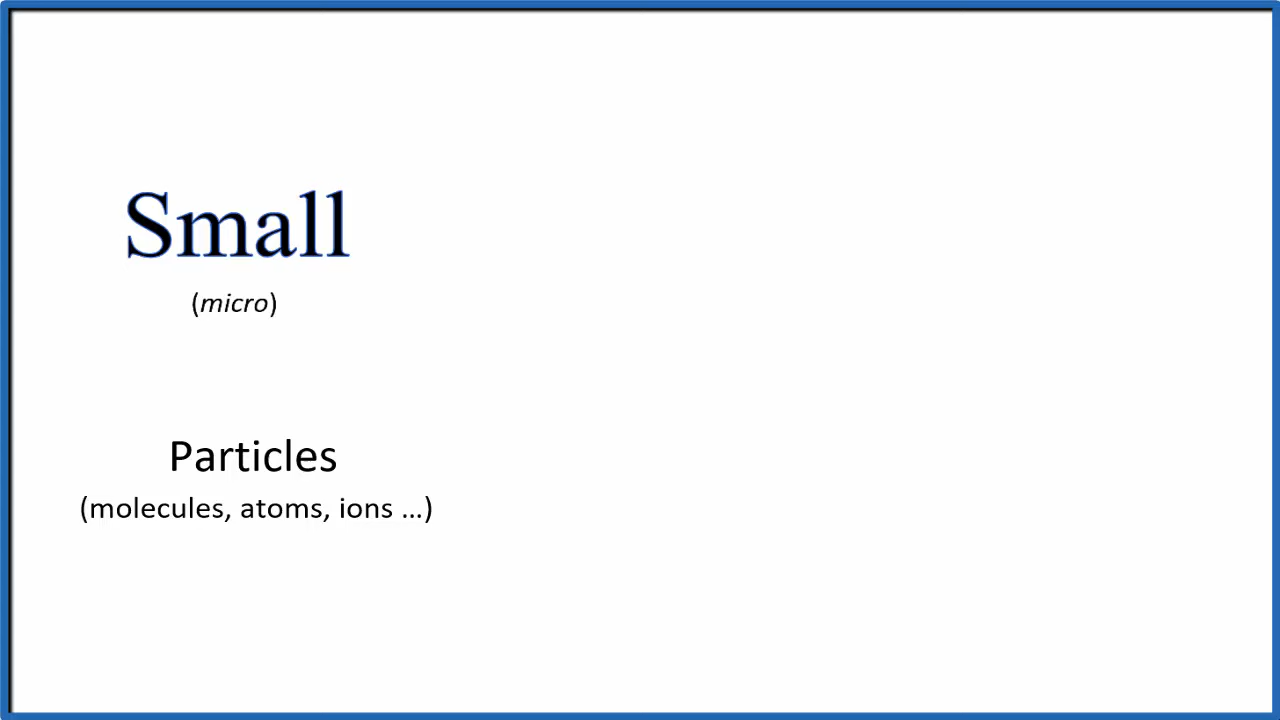 Small
(micro)
Particles
(molecules, atoms, ions ...)